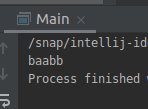 Main ×
/snap/intellij-id
baabb
Process finished